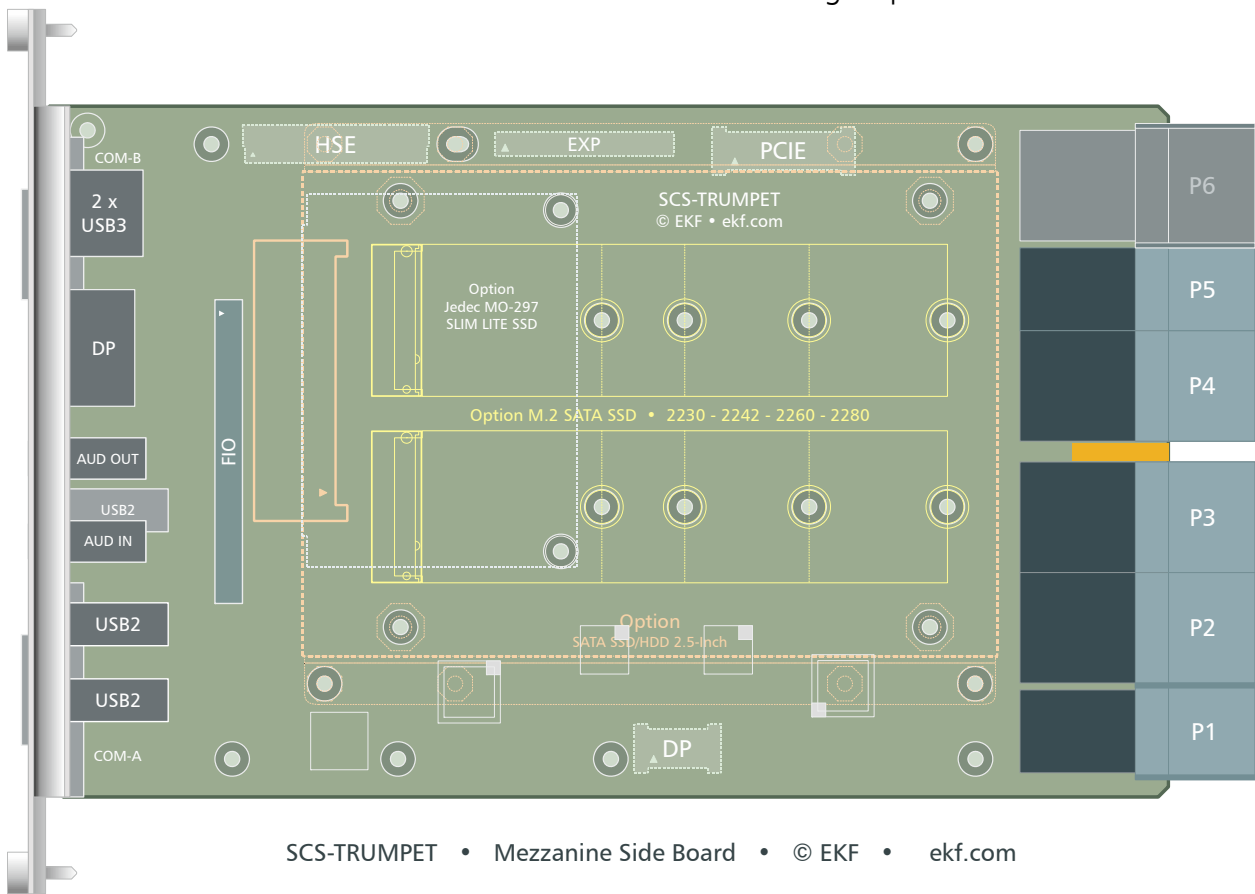 COM-B
HSE
EXP
PCIE
2 x
USB3
SCS-TRUMPET
© EKF • ekf.com
P6
Option
Jedec MO-297
SLIM LITE SSD
P5
DP
P4
Option M.2 SATA SSD • 2230 - 2242 - 2260 - 2280
FIO
AUD OUT
USB2
AUD IN
P3
USB2
Option
SATA SSD/HDD 2.5-Inch
P2
USB2
COM-A
DP
P1
SCS-TRUMPET • Mezzanine Side Board • © EKF • ekf.com